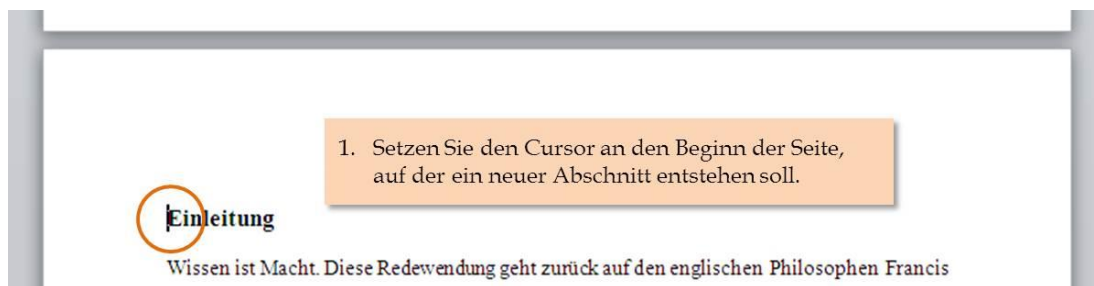 1. Setzen Sie den Cursor an den Beginn der Seite,
auf der ein neuer Abschnitt entstehen soll.
Einleitung
Wissen ist Macht. Diese Redewendung geht zurück auf den englischen Philosophen Francis